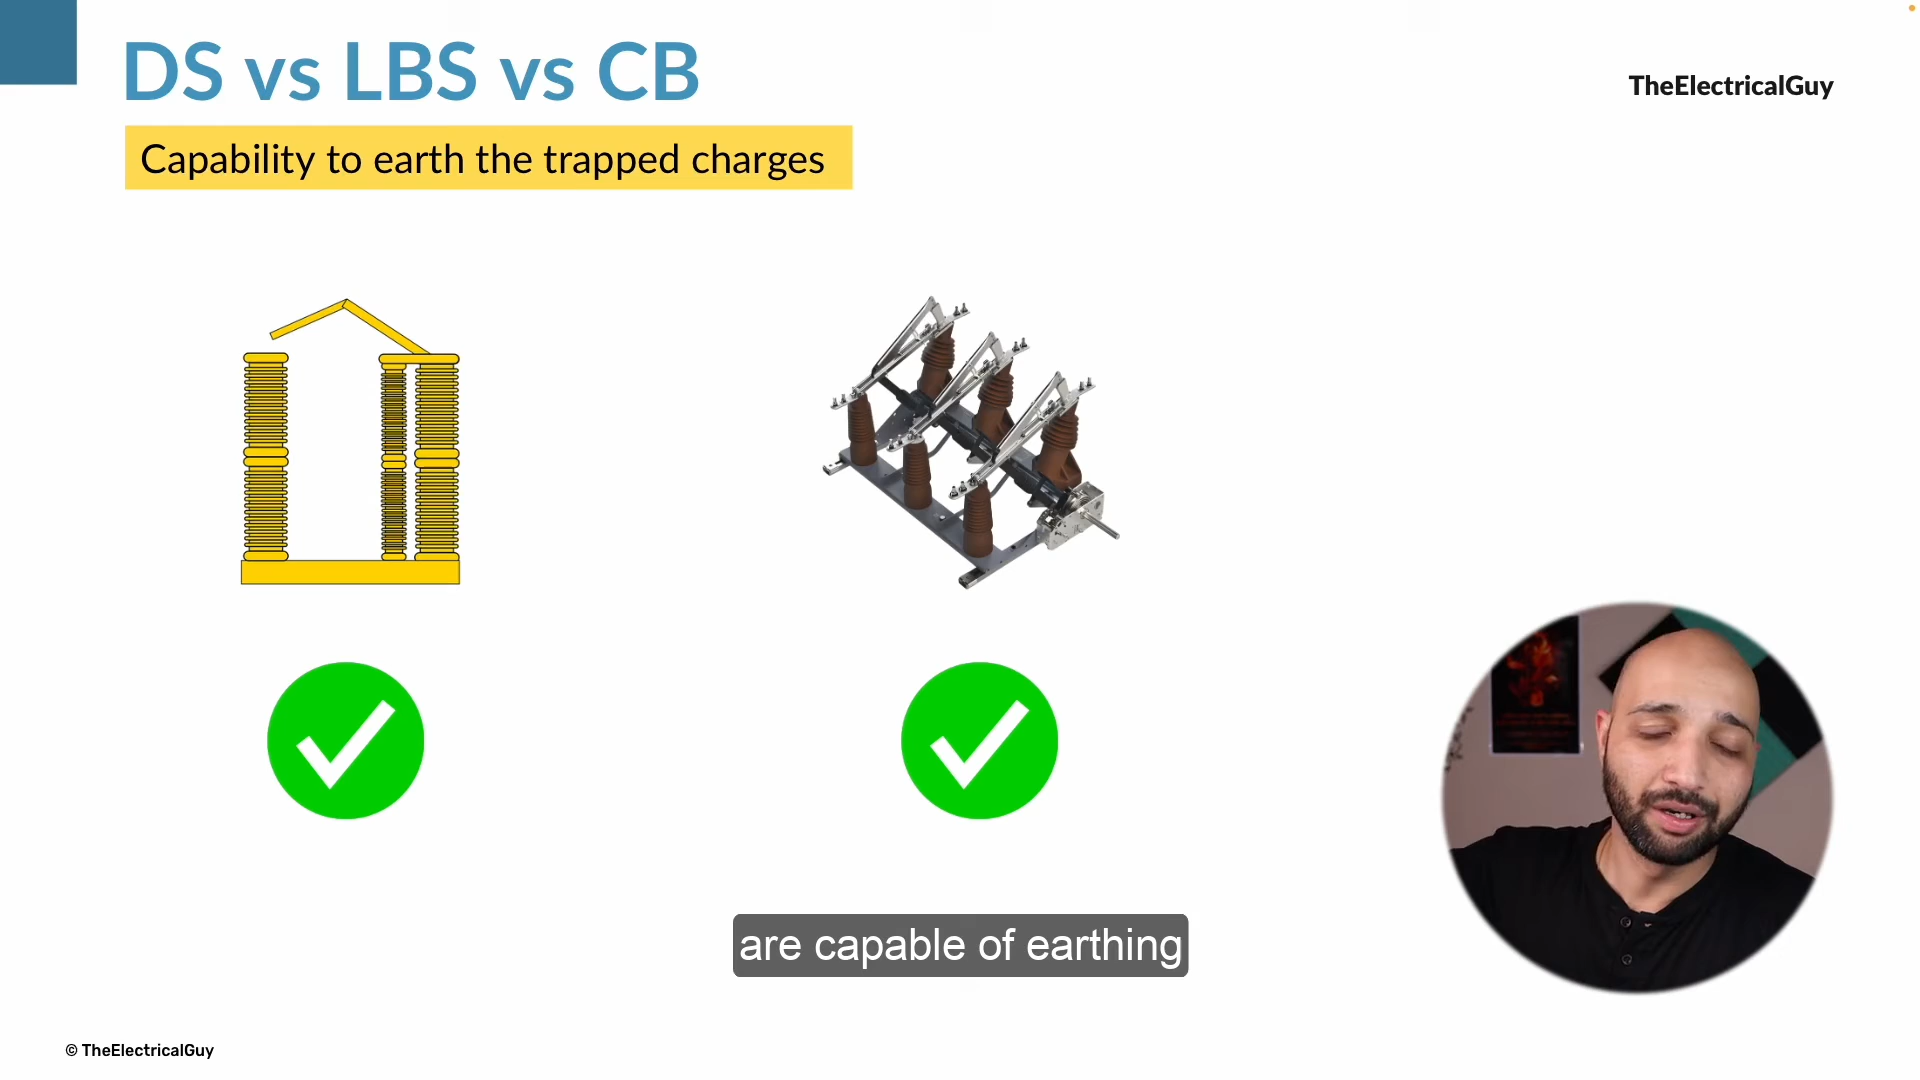 DS vs LBS vs CB
TheElectricalGuy
Capability to earth the trapped charges
are capable of earthing
© TheElectricalGuy